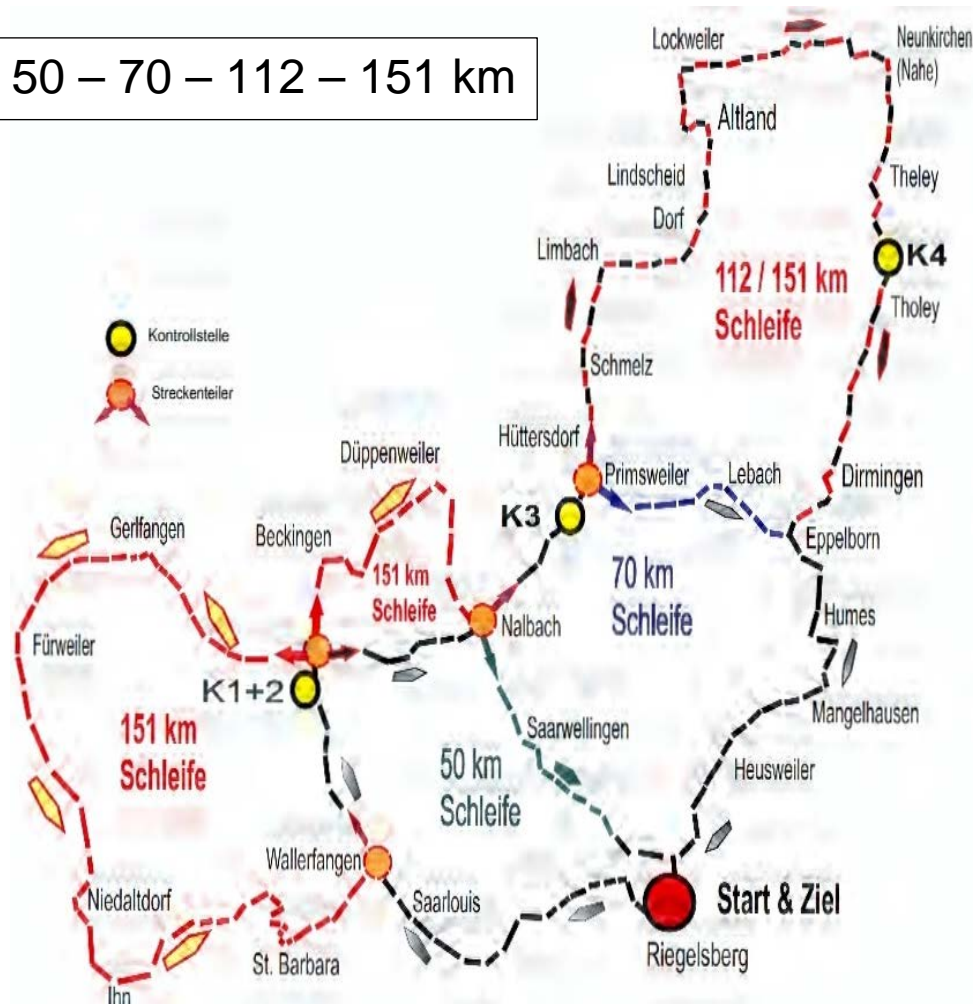 50 – 70 – 112 – 151 km
Lockweiler
Neunkirchen
(Nahe)
Altland
Lindscheid
Dorf
Theley
Limbach
K4
112 / 151 km
Schleife
Tholey
Kontrollstelle
Schmelz
Streckenteiler
Hüttersdorf
Düppenweiler
Primsweiler
Lebach
Dirmingen
K3
Gerlfangen
Beckingen
Eppelborn
151 km
Schleife
70 km
Schleife
Nalbach
Humes
Fürweiler
K1+2
Mangelhausen
151 km
Schleife
Saarwellingen
50 km
Schleife
Heusweiler
Wallerfangen
Niedaltdorf
Saarlouis
Start & Ziel
St. Barbara
Riegelsberg
Ihn